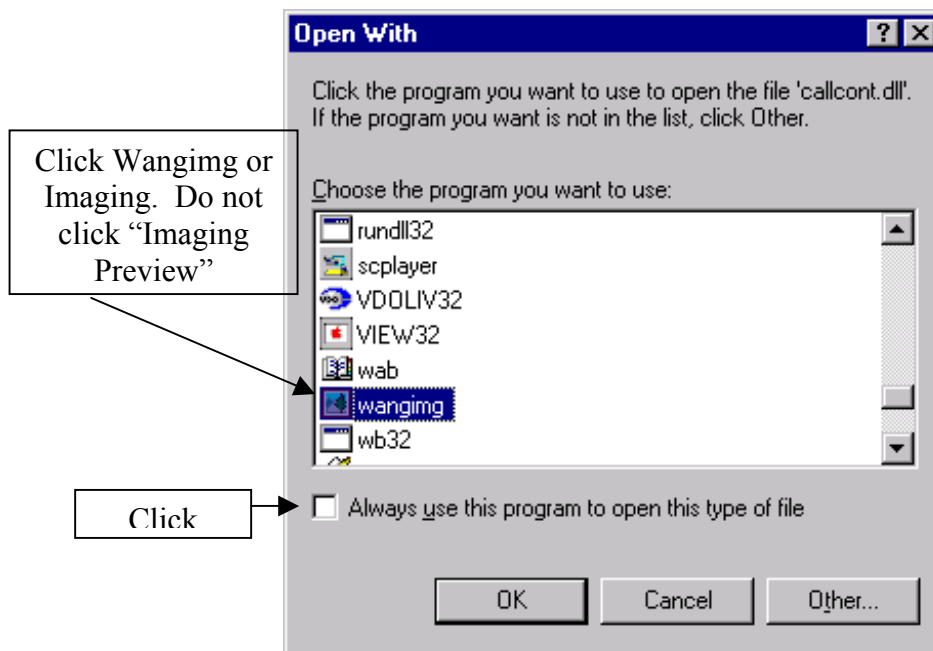 Open With
Click the program you want to use to open the file 'callcont.dll'.
If the program you want is not in the list, click Other.
Click Wangimg or
Imaging.  Do not
click “Imaging
Preview”
Choose the program you want to use:
rundll32
scplayer
VDOLIV32
VIEW32
wab
wangimg
wb32
Click
Always use this program to open this type of file
OK
Cancel
Other...